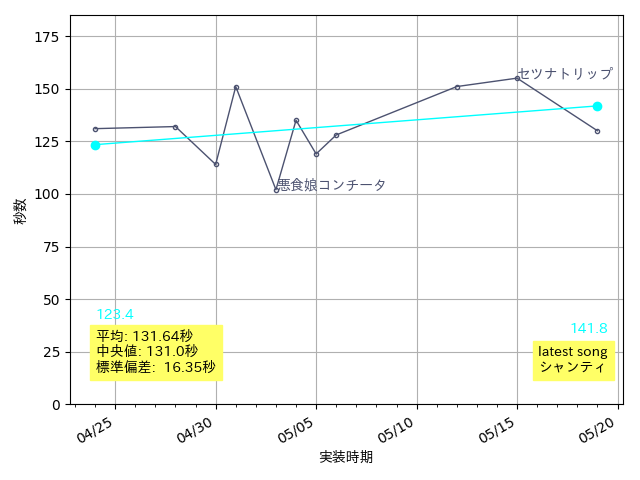 175
150
125
100
75
50
25
0
秒数
セツナトリップ
悪食娘コンチータ
123.4
平均: 131.64秒
中央値: 131.0秒
標準偏差: 16.35秒
141.8
latest song
シャンティ
04/25
04/30
05/05
05/10
05/15
05/20
実装時期